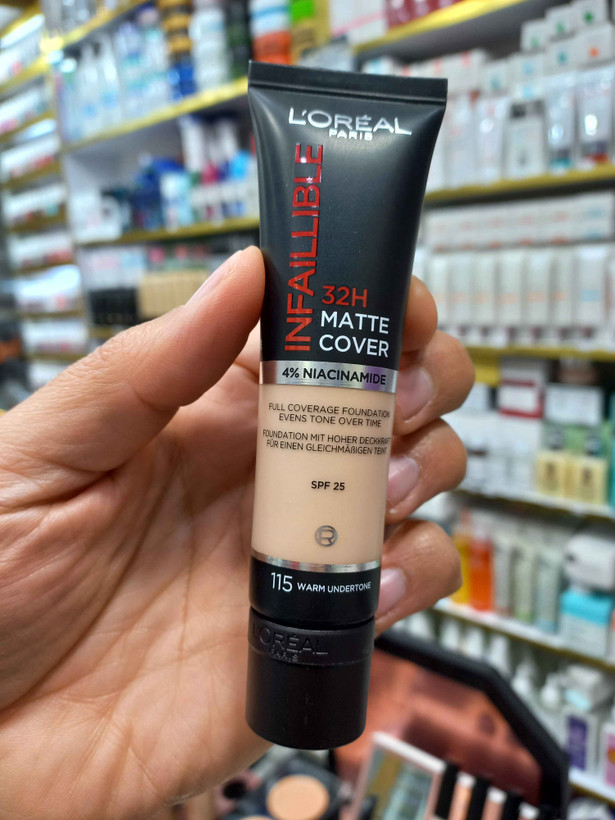 L'ORÉAL
PARIS
INFAILLIBLE
32H
MATTE
COVER
4% NIACINAMIDE
FULL COVERAGE FOUNDATION
EVENS TONE OVER TIME
FOUNDATION MIT HOHER DECKKRAFT
FÜR EINEN GLEICHMÄßIGEN TEINT
SPF 25
115 WARM UNDERTONE
L'ORÉAL
PARIS